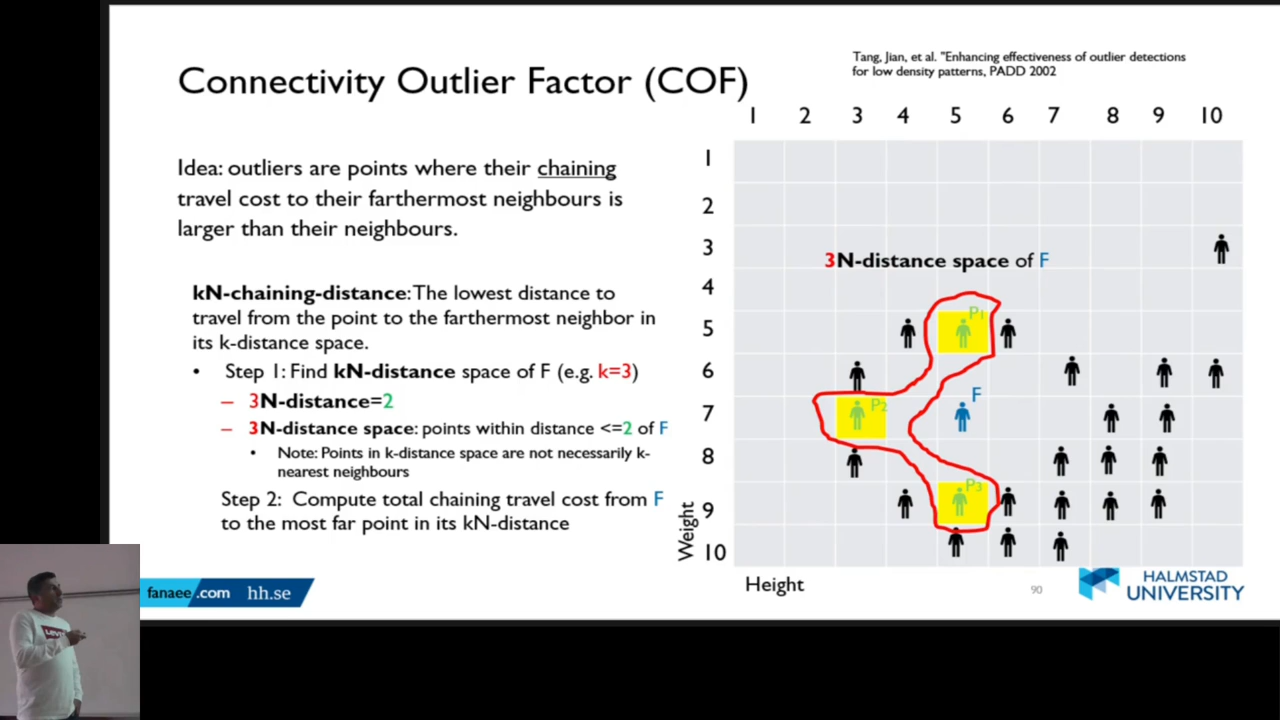 Connectivity Outlier Factor (COF)
Tang, Jian, et al. "Enhancing effectiveness of outlier detections
for low density patterns, PADD 2002
Idea: outliers are points where their chaining
travel cost to their farthermost neighbours is
larger than their neighbours.
kN-chaining-distance: The lowest distance to
travel from the point to the farthermost neighbor in
its k-distance space.
• Step 1: Find kN-distance space of F (e.g. k=3)
– 3N-distance=2
– 3N-distance space: points within distance <=2 of F
• Note: Points in k-distance space are not necessarily k-
nearest neighbours
Step 2: Compute total chaining travel cost from F
to the most far point in its kN-distance
1 2 3 4 5 6 7 8 9 10
1
2
3
3N-distance space of F
4
P1
5
6
F
P2
7
8
P3
9
10
Weight
Height
fanaee.com hh.se
90
HALMSTAD
UNIVERSITY